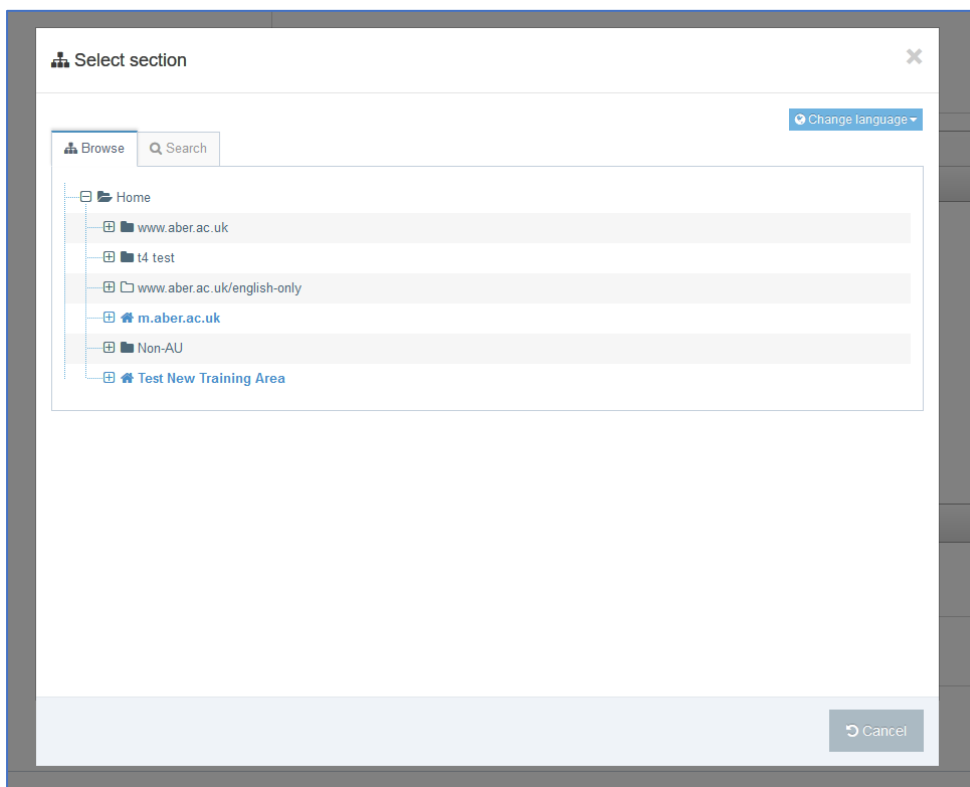 Select section
Change language
Browse
Search
Home
www.aber.ac.uk
t4 test
www.aber.ac.uk/english-only
m.aber.ac.uk
Non-AU
Test New Training Area
Cancel